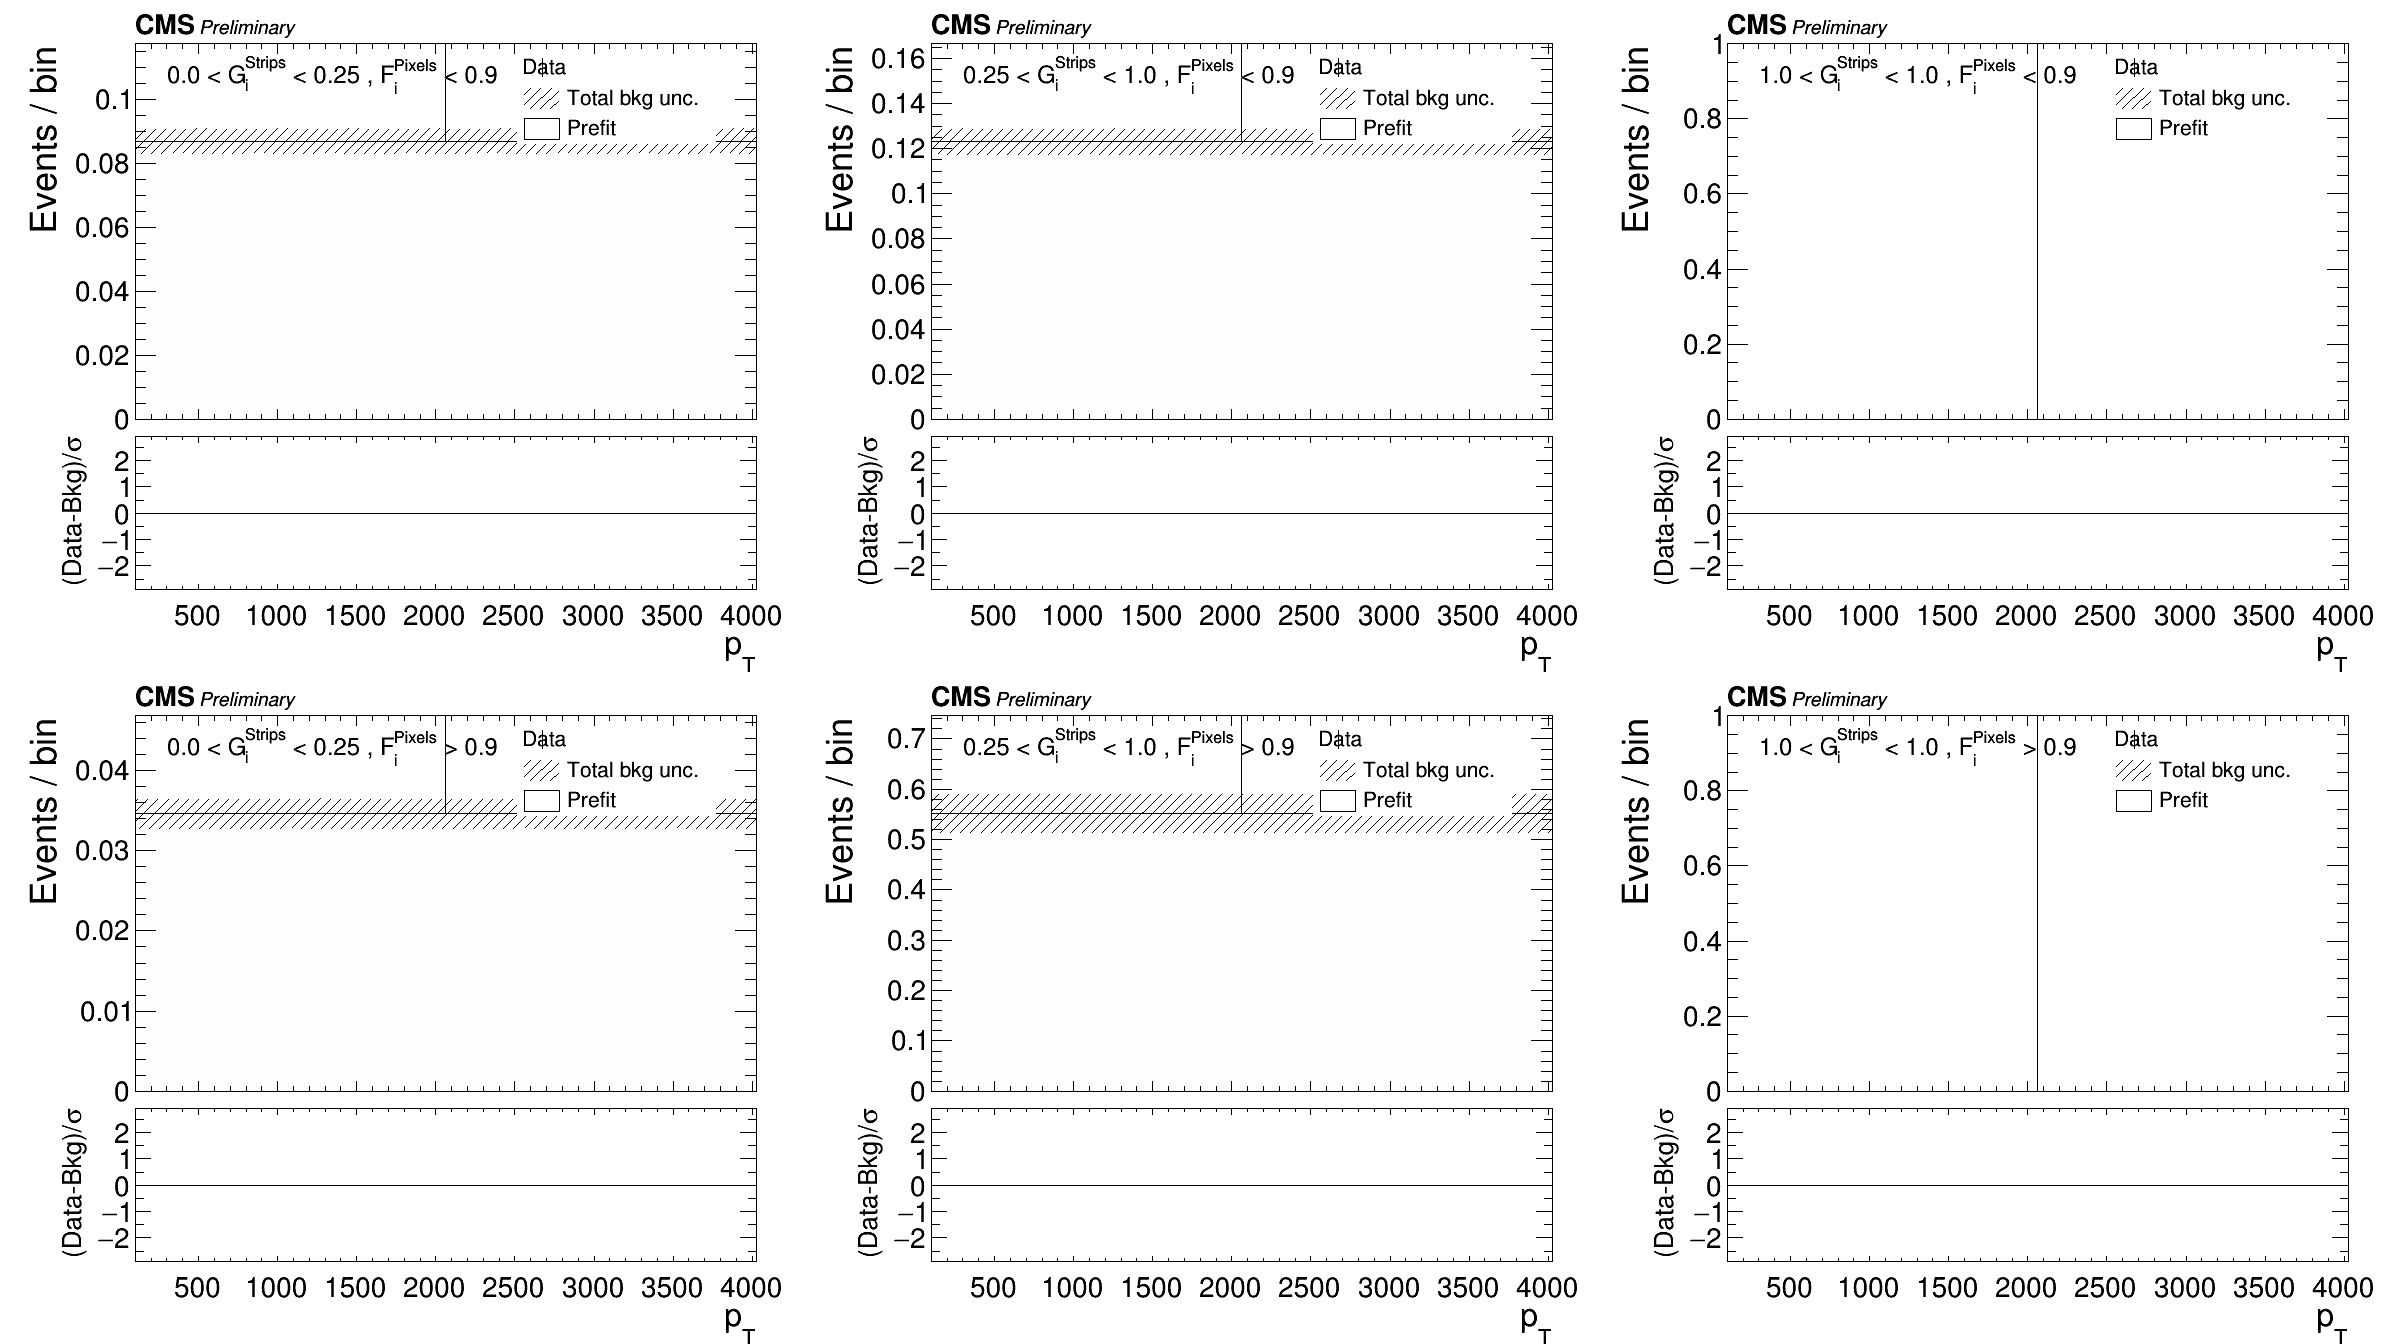 CMS Preliminary
Events / bin
0.0 < G_i^Strips < 0.25 , F_i^Pixels < 0.9
Data
Total bkg unc.
Prefit
0.1
0.08
0.06
0.04
0.02
0
(Data-Bkg)/σ
2
1
0
−1
−2
500 1000 1500 2000 2500 3000 3500 4000
p_T
CMS Preliminary
Events / bin
0.25 < G_i^Strips < 1.0 , F_i^Pixels < 0.9
Data
Total bkg unc.
Prefit
0.16
0.14
0.12
0.1
0.08
0.06
0.04
0.02
0
(Data-Bkg)/σ
2
1
0
−1
−2
500 1000 1500 2000 2500 3000 3500 4000
p_T
CMS Preliminary
Events / bin
1.0 < G_i^Strips < 1.0 , F_i^Pixels < 0.9
Data
Total bkg unc.
Prefit
1
0.8
0.6
0.4
0.2
0
(Data-Bkg)/σ
2
1
0
−1
−2
500 1000 1500 2000 2500 3000 3500 4000
p_T
CMS Preliminary
Events / bin
0.0 < G_i^Strips < 0.25 , F_i^Pixels > 0.9
Data
Total bkg unc.
Prefit
0.04
0.03
0.02
0.01
0
(Data-Bkg)/σ
2
1
0
−1
−2
500 1000 1500 2000 2500 3000 3500 4000
p_T
CMS Preliminary
Events / bin
0.25 < G_i^Strips < 1.0 , F_i^Pixels > 0.9
Data
Total bkg unc.
Prefit
0.7
0.6
0.5
0.4
0.3
0.2
0.1
0
(Data-Bkg)/σ
2
1
0
−1
−2
500 1000 1500 2000 2500 3000 3500 4000
p_T
CMS Preliminary
Events / bin
1.0 < G_i^Strips < 1.0 , F_i^Pixels > 0.9
Data
Total bkg unc.
Prefit
1
0.8
0.6
0.4
0.2
0
(Data-Bkg)/σ
2
1
0
−1
−2
500 1000 1500 2000 2500 3000 3500 4000
p_T